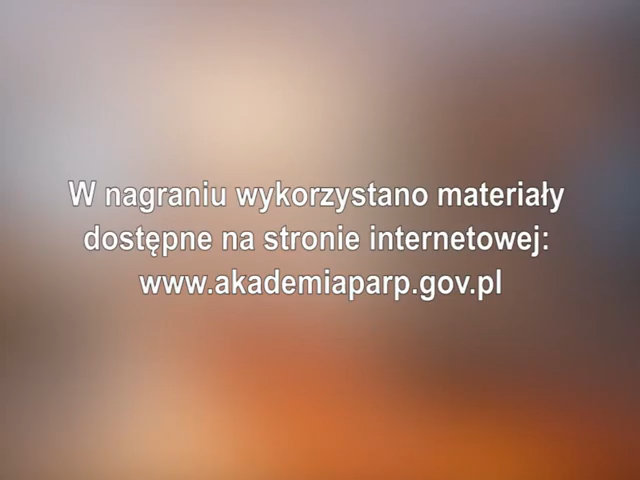 W nagraniu wykorzystano materiały
dostępne na stronie internetowej:
www.akademiaparp.gov.pl